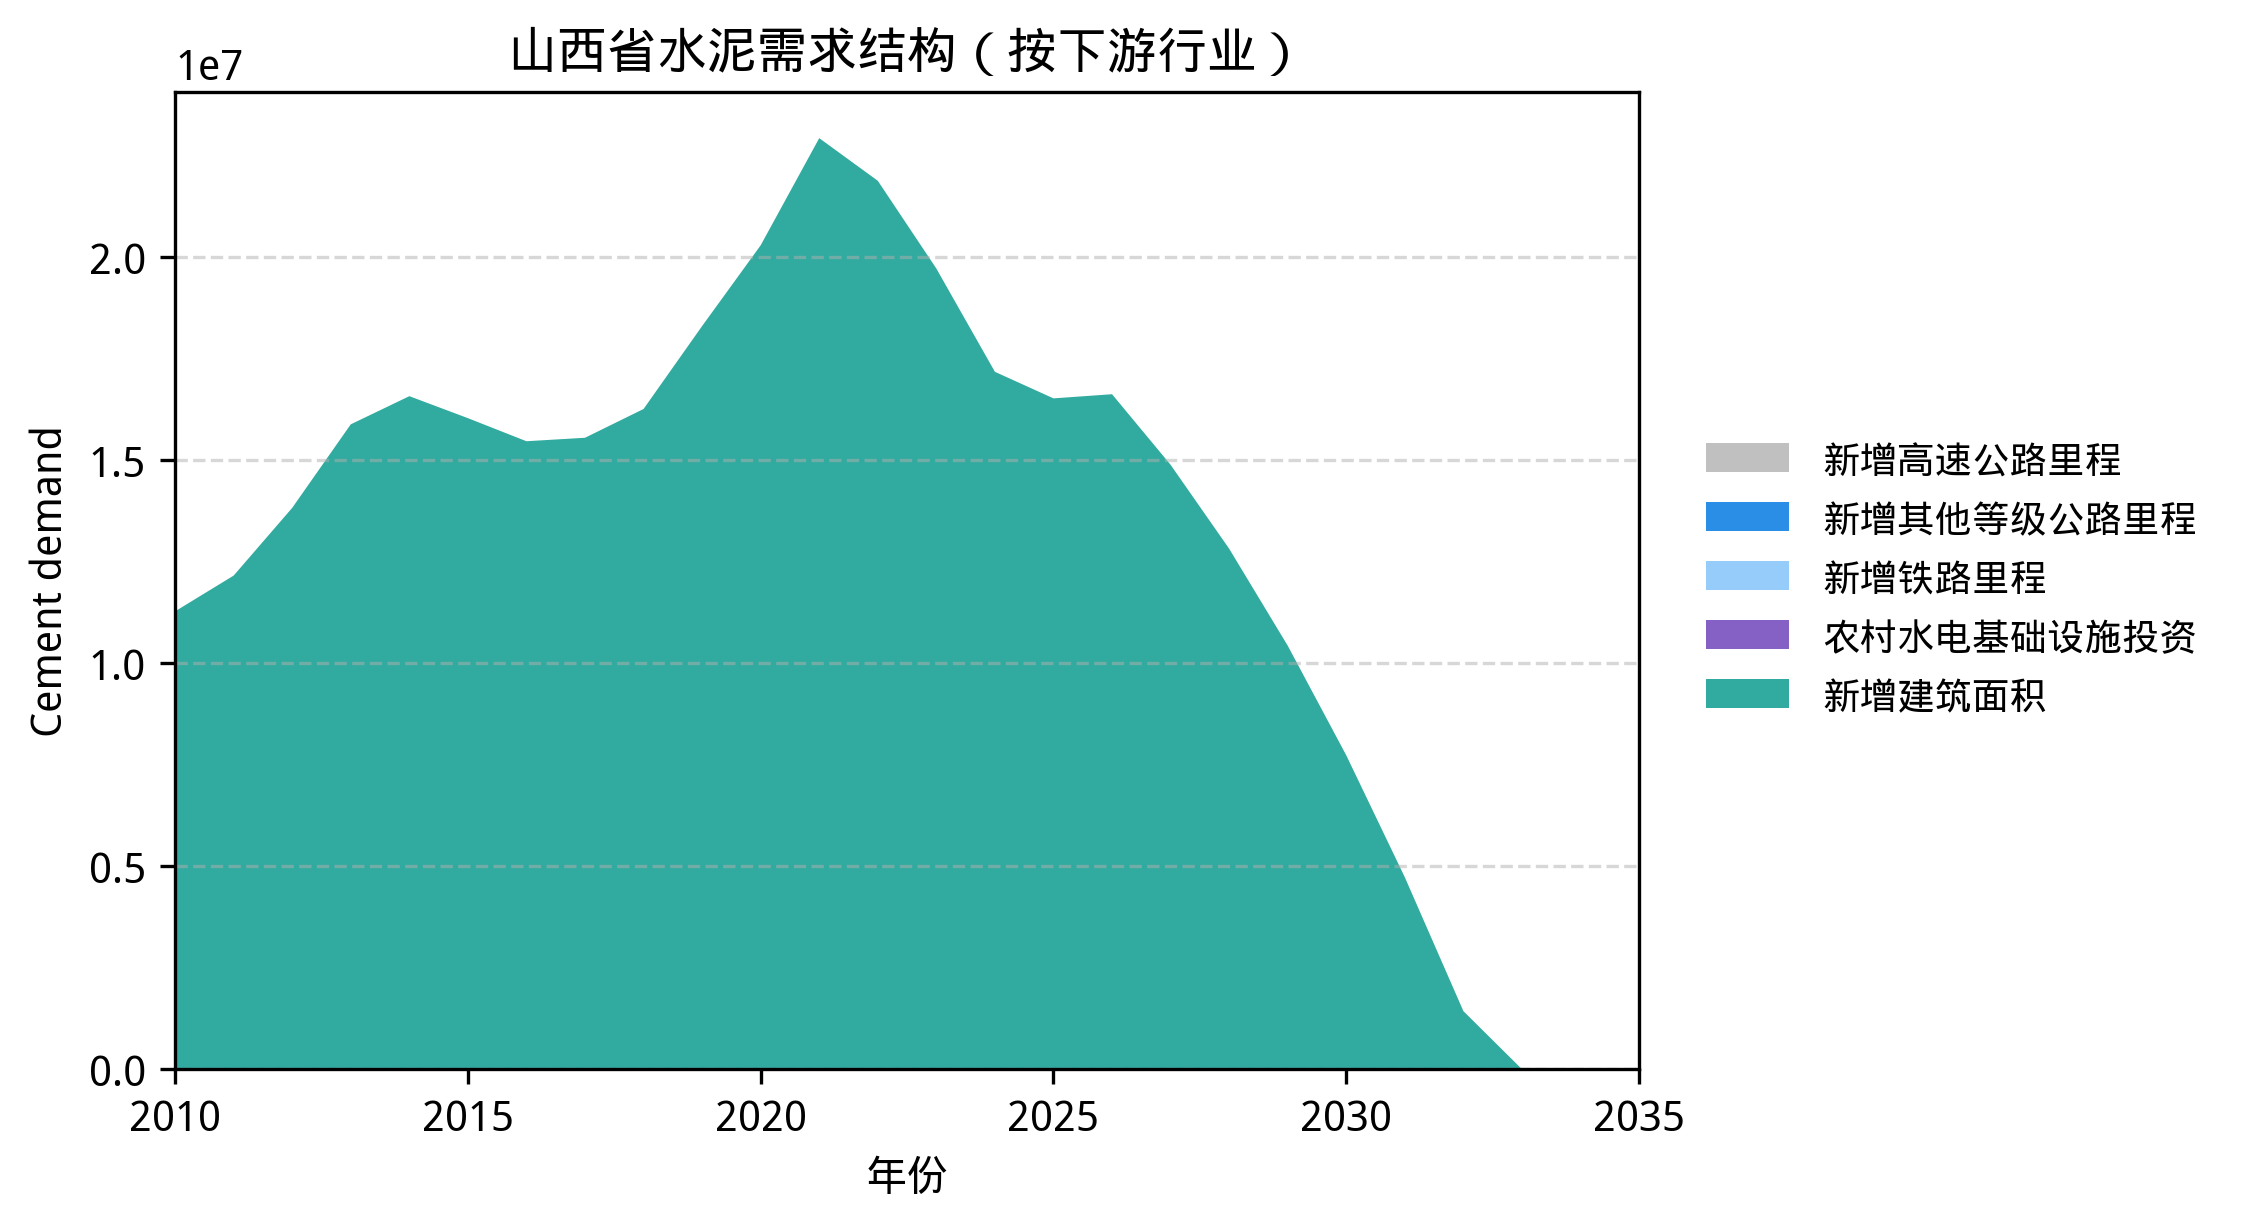 山西省水泥需求结构（按下游行业）
1e7
2.0
1.5
1.0
0.5
0.0
Cement demand
2010 2015 2020 2025 2030 2035
年份
新增高速公路里程
新增其他等级公路里程
新增铁路里程
农村水电基础设施投资
新增建筑面积